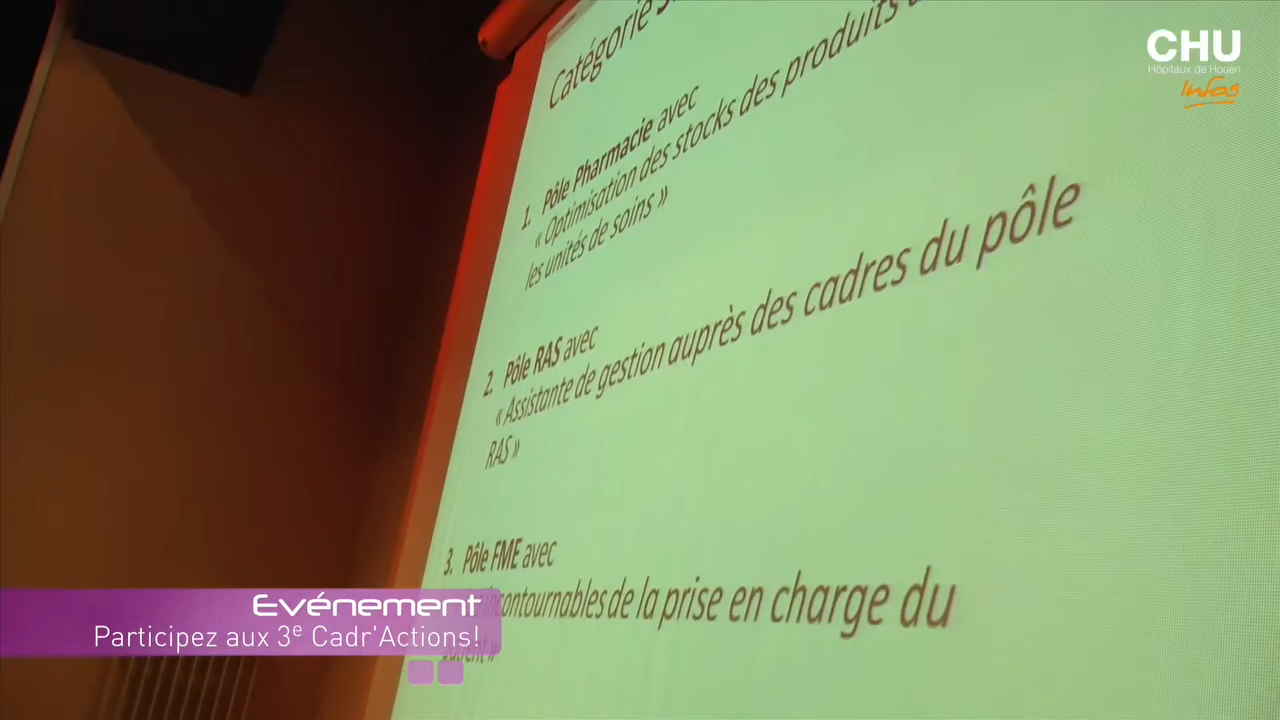 CHU
Hôpitaux de Rouen
Infos
Catégorie
1. Pôle Pharmacie avec
« Optimisation des stocks des produits
les unités de soins »
2. Pôle RAS avec
« Assistante de gestion auprès des cadres du pôle
RAS »
3. Pôle FME avec
incontournables de la prise en charge du
Evénement
Participez aux 3e Cadr'Actions!